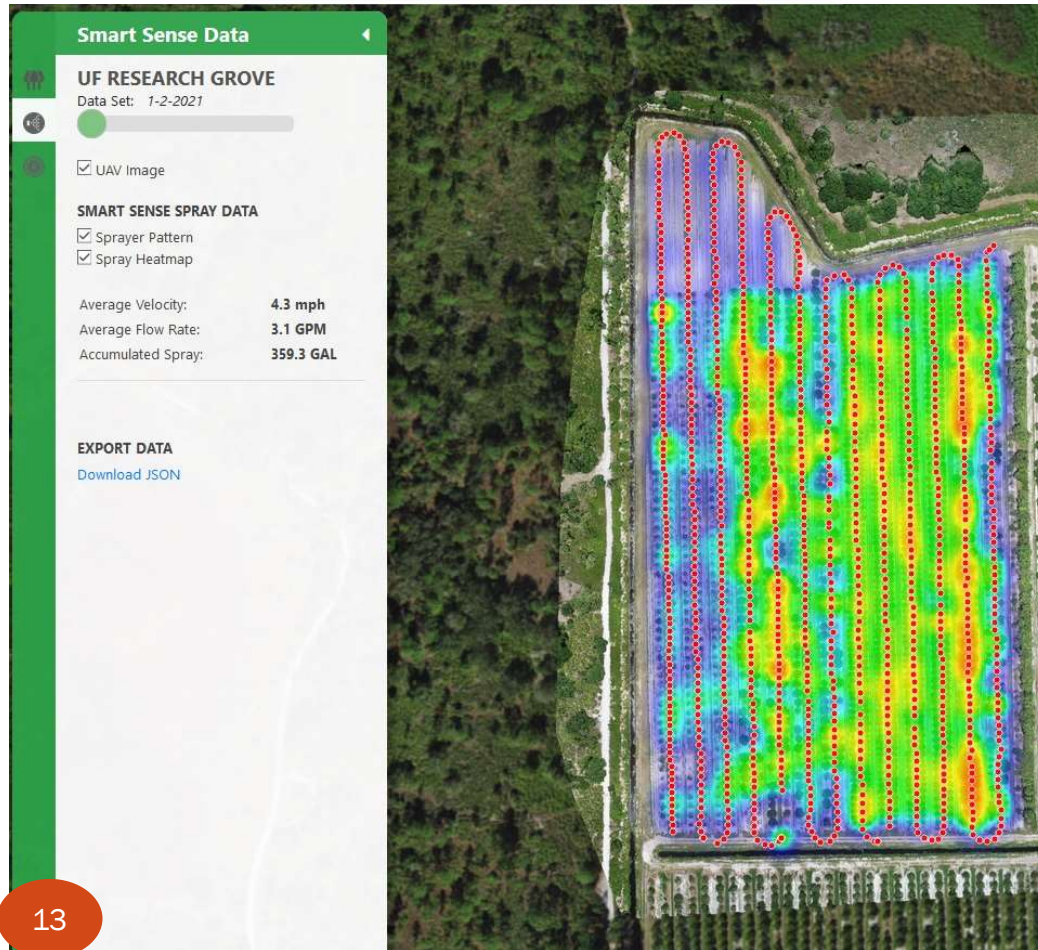 Smart Sense Data
UF RESEARCH GROVE
Data Set: 1-2-2021
UAV Image
SMART SENSE SPRAY DATA
Sprayer Pattern
Spray Heatmap
Average Velocity: 4.3 mph
Average Flow Rate: 3.1 GPM
Accumulated Spray: 359.3 GAL
EXPORT DATA
Download JSON
13